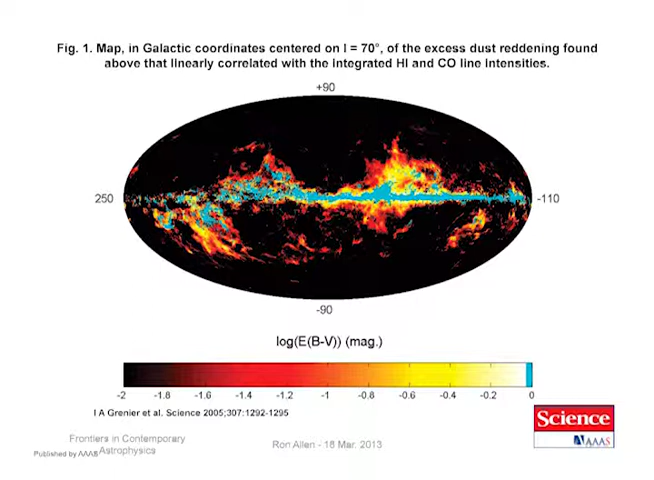 Fig. 1. Map, in Galactic coordinates centered on l = 70°, of the excess dust reddening found
above that linearly correlated with the integrated HI and CO line intensities.
+90
250
-110
-90
log(E(B-V)) (mag.)
-2 -1.8 -1.6 -1.4 -1.2 -1 -0.8 -0.6 -0.4 -0.2 0
I A Grenier et al. Science 2005;307:1292-1295
Science
AAAS
Frontiers in Contemporary
Astrophysics
Ron Allen - 18 Mar. 2013
Published by AAAS